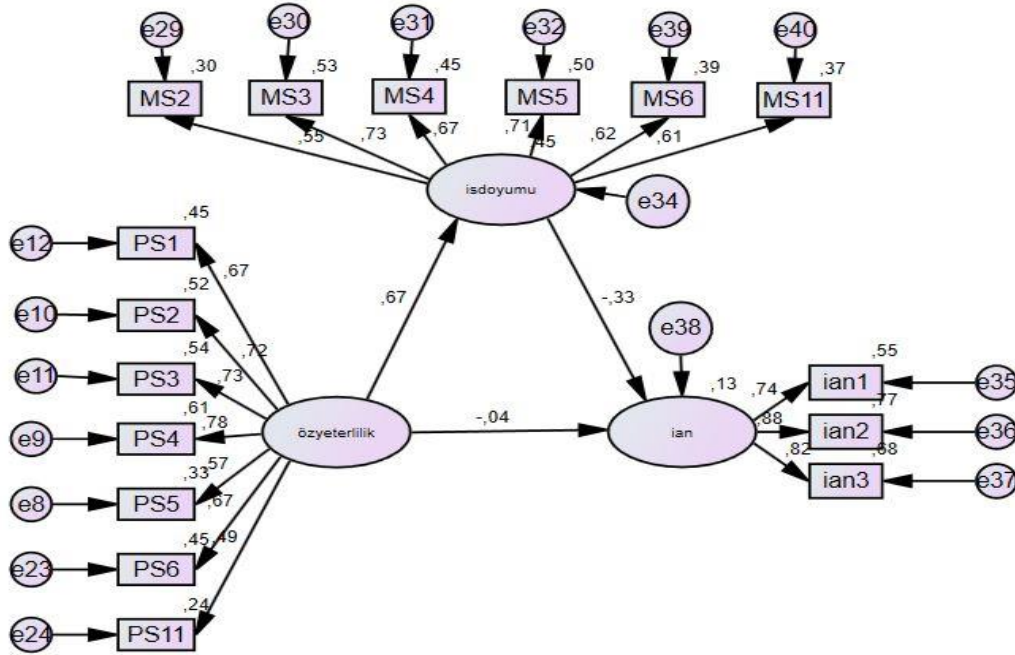 e29
e30
e31
e32
e39
e40
,30
,53
,45
,50
,39
,37
MS2
MS3
MS4
MS5
MS6
MS11
,55
,73
,67
,71
,45
,62
,61
isdoyumu
e34
,45
e12
PS1
,67
,52
e10
PS2
,72
,54
e11
PS3
,73
,61
e9
PS4
,78
,33
,57
e8
PS5
,67
,45
,49
e23
PS6
,24
e24
PS11
özyeterlilik
,67
-,33
-,04
e38
,13
ian
,74
,88
,82
,55
ian1
e35
,77
ian2
e36
,68
ian3
e37